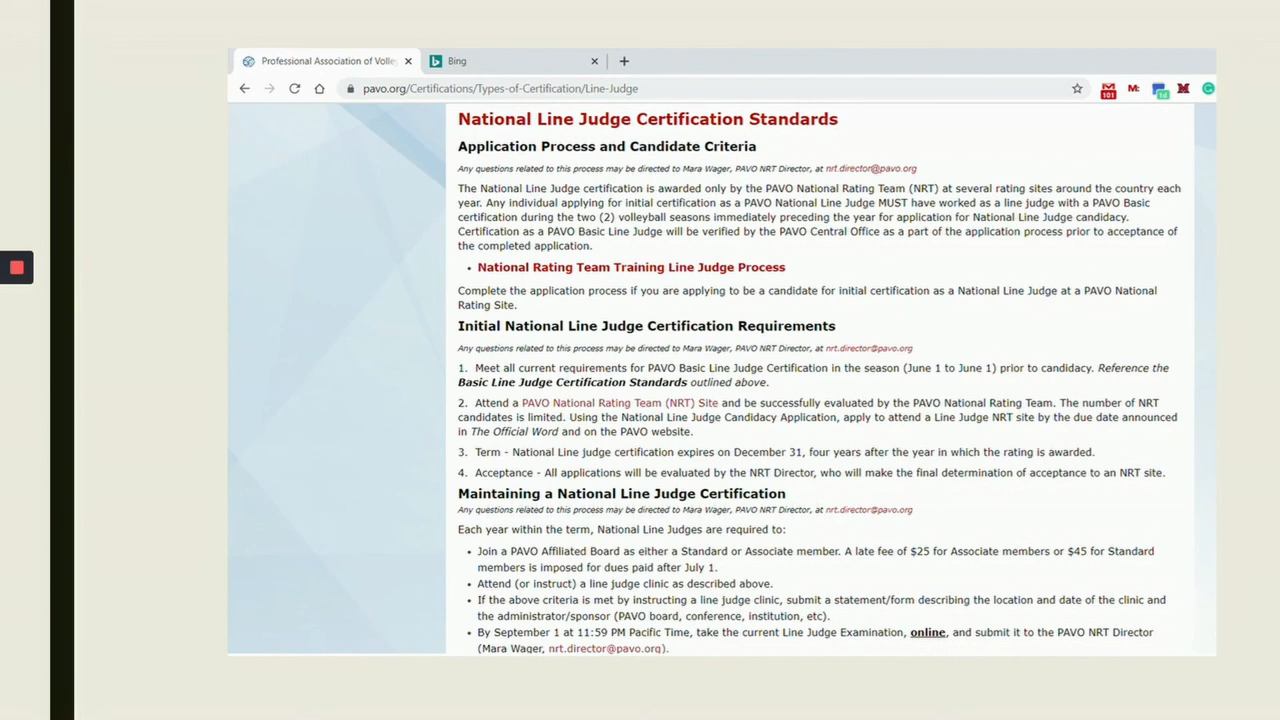 Professional Association of Volle
Bing
pavo.org/Certifications/Types-of-Certification/Line-Judge
101
National Line Judge Certification Standards
Application Process and Candidate Criteria
Any questions related to this process may be directed to Mara Wager, PAVO NRT Director, at nrt.director@pavo.org
The National Line Judge certification is awarded only by the PAVO National Rating Team (NRT) at several rating sites around the country each
year. Any individual applying for initial certification as a PAVO National Line Judge MUST have worked as a line judge with a PAVO Basic
certification during the two (2) volleyball seasons immediately preceding the year for application for National Line Judge candidacy.
Certification as a PAVO Basic Line Judge will be verified by the PAVO Central Office as a part of the application process prior to acceptance of
the completed application.
• National Rating Team Training Line Judge Process
Complete the application process if you are applying to be a candidate for initial certification as a National Line Judge at a PAVO National
Rating Site.
Initial National Line Judge Certification Requirements
Any questions related to this process may be directed to Mara Wager, PAVO NRT Director, at nrt.director@pavo.org
1. Meet all current requirements for PAVO Basic Line Judge Certification in the season (June 1 to June 1) prior to candidacy. Reference the
Basic Line Judge Certification Standards outlined above.
2. Attend a PAVO National Rating Team (NRT) Site and be successfully evaluated by the PAVO National Rating Team. The number of NRT
candidates is limited. Using the National Line Judge Candidacy Application, apply to attend a Line Judge NRT site by the due date announced
in The Official Word and on the PAVO website.
3. Term - National Line judge certification expires on December 31, four years after the year in which the rating is awarded.
4. Acceptance - All applications will be evaluated by the NRT Director, who will make the final determination of acceptance to an NRT site.
Maintaining a National Line Judge Certification
Any questions related to this process may be directed to Mara Wager, PAVO NRT Director, at nrt.director@pavo.org
Each year within the term, National Line Judges are required to:
• Join a PAVO Affiliated Board as either a Standard or Associate member. A late fee of $25 for Associate members or $45 for Standard
members is imposed for dues paid after July 1.
• Attend (or instruct) a line judge clinic as described above.
• If the above criteria is met by instructing a line judge clinic, submit a statement/form describing the location and date of the clinic and
the administrator/sponsor (PAVO board, conference, institution, etc).
• By September 1 at 11:59 PM Pacific Time, take the current Line Judge Examination, online, and submit it to the PAVO NRT Director
(Mara Wager, nrt.director@pavo.org).